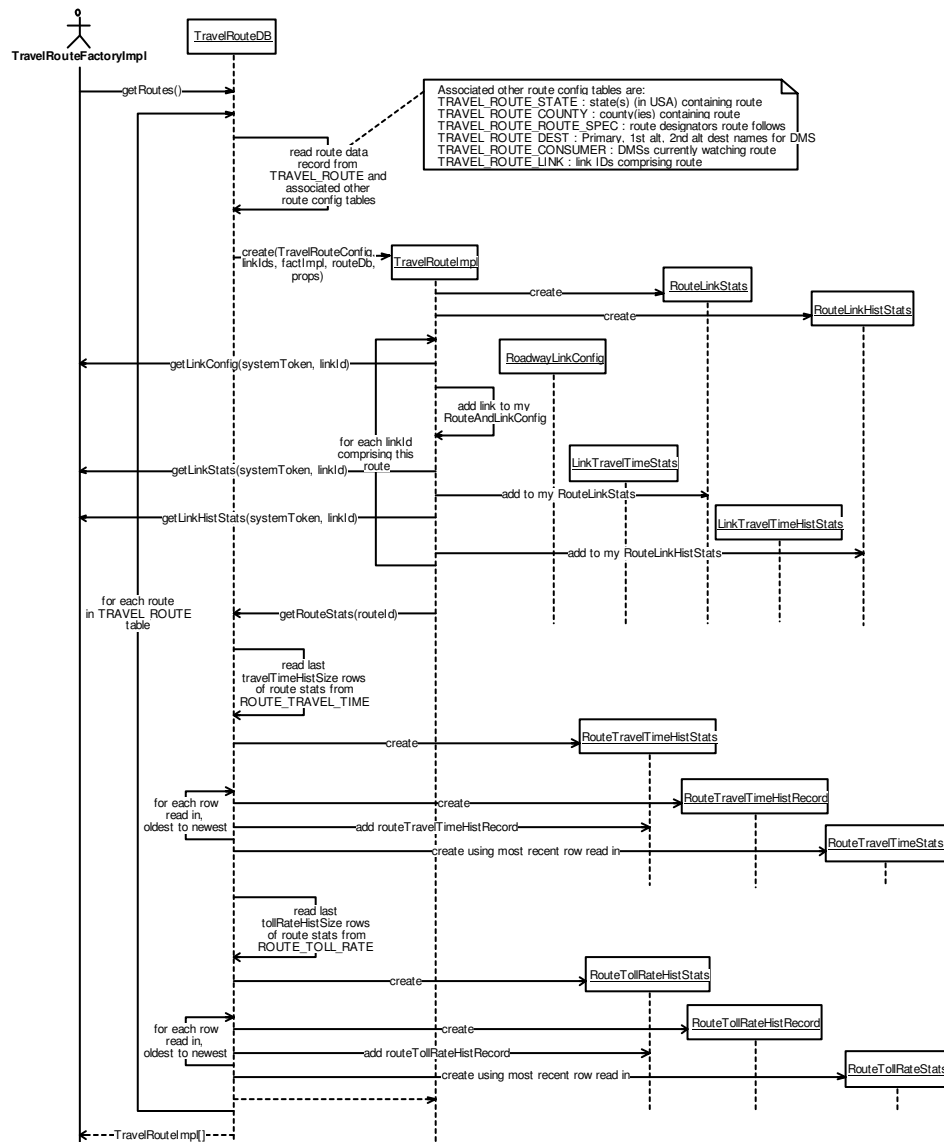 TravelRouteFactoryImpl
TravelRouteDB
getRoutes()
Associated other route config tables are:
TRAVEL_ROUTE_STATE : state(s) (in USA) containing route
TRAVEL_ROUTE_COUNTY : county(ies) containing route
TRAVEL_ROUTE_ROUTE_SPEC : route designators route follows
TRAVEL_ROUTE_DEST : Primary, 1st alt, 2nd alt dest names for DMS
TRAVEL_ROUTE_CONSUMER : DMSs currently watching route
TRAVEL_ROUTE_LINK : link IDs comprising route
read route data
record from
TRAVEL_ROUTE and
associated other
route config tables
create(TravelRouteConfig,
linkIds, factImpl, routeDb,
props)
TravelRouteImpl
create
RouteLinkStats
create
RouteLinkHistStats
getLinkConfig(systemToken, linkId)
RoadwayLinkConfig
add link to my
RouteAndLinkConfig
for each linkId
comprising this
route
getLinkStats(systemToken, linkId)
LinkTravelTimeStats
add to my RouteLinkStats
getLinkHistStats(systemToken, linkId)
LinkTravelTimeHistStats
add to my RouteLinkHistStats
for each route
in TRAVEL_ROUTE
table
getRouteStats(routeId)
read last
travelTimeHistSize rows
of route stats from
ROUTE_TRAVEL_TIME
create
RouteTravelTimeHistStats
for each row
read in,
oldest to newest
create
RouteTravelTimeHistRecord
add routeTravelTimeHistRecord
create using most recent row read in
RouteTravelTimeStats
read last
tollRateHistSize rows
of route stats from
ROUTE_TOLL_RATE
create
RouteTollRateHistStats
for each row
read in,
oldest to newest
create
RouteTollRateHistRecord
add routeTollRateHistRecord
create using most recent row read in
RouteTollRateStats
TravelRouteImpl[]